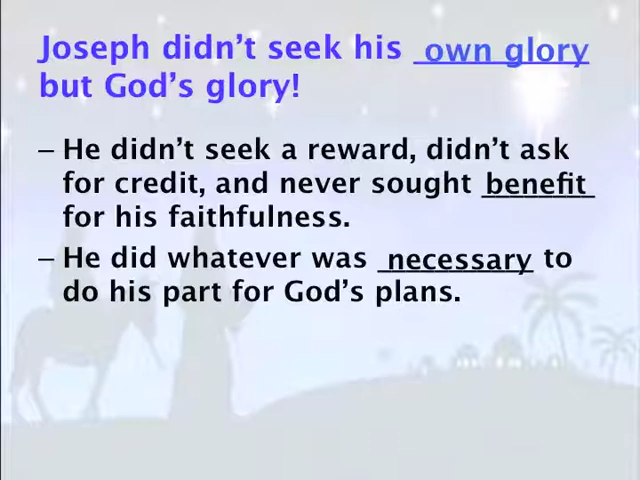 Joseph didn't seek his own glory
but God's glory!
– He didn't seek a reward, didn't ask
for credit, and never sought benefit
for his faithfulness.
– He did whatever was necessary to
do his part for God's plans.